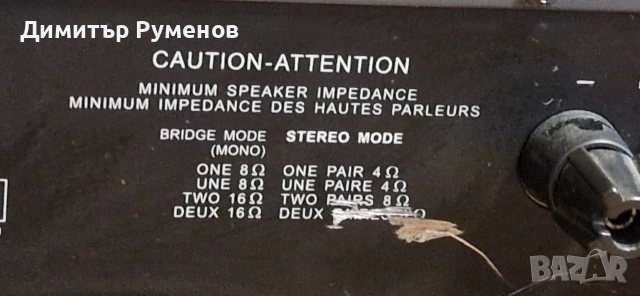 Димитър Руменов
CAUTION-ATTENTION
MINIMUM SPEAKER IMPEDANCE
MINIMUM IMPEDANCE DES HAUTES PARLEURS
BRIDGE MODE STEREO MODE
(MONO)
ONE 8Ω ONE PAIR 4Ω
UNE 8Ω UNE PAIRE 4Ω
TWO 16Ω TWO PAIRS 8Ω
DEUX 16Ω DEUX
BAZAR